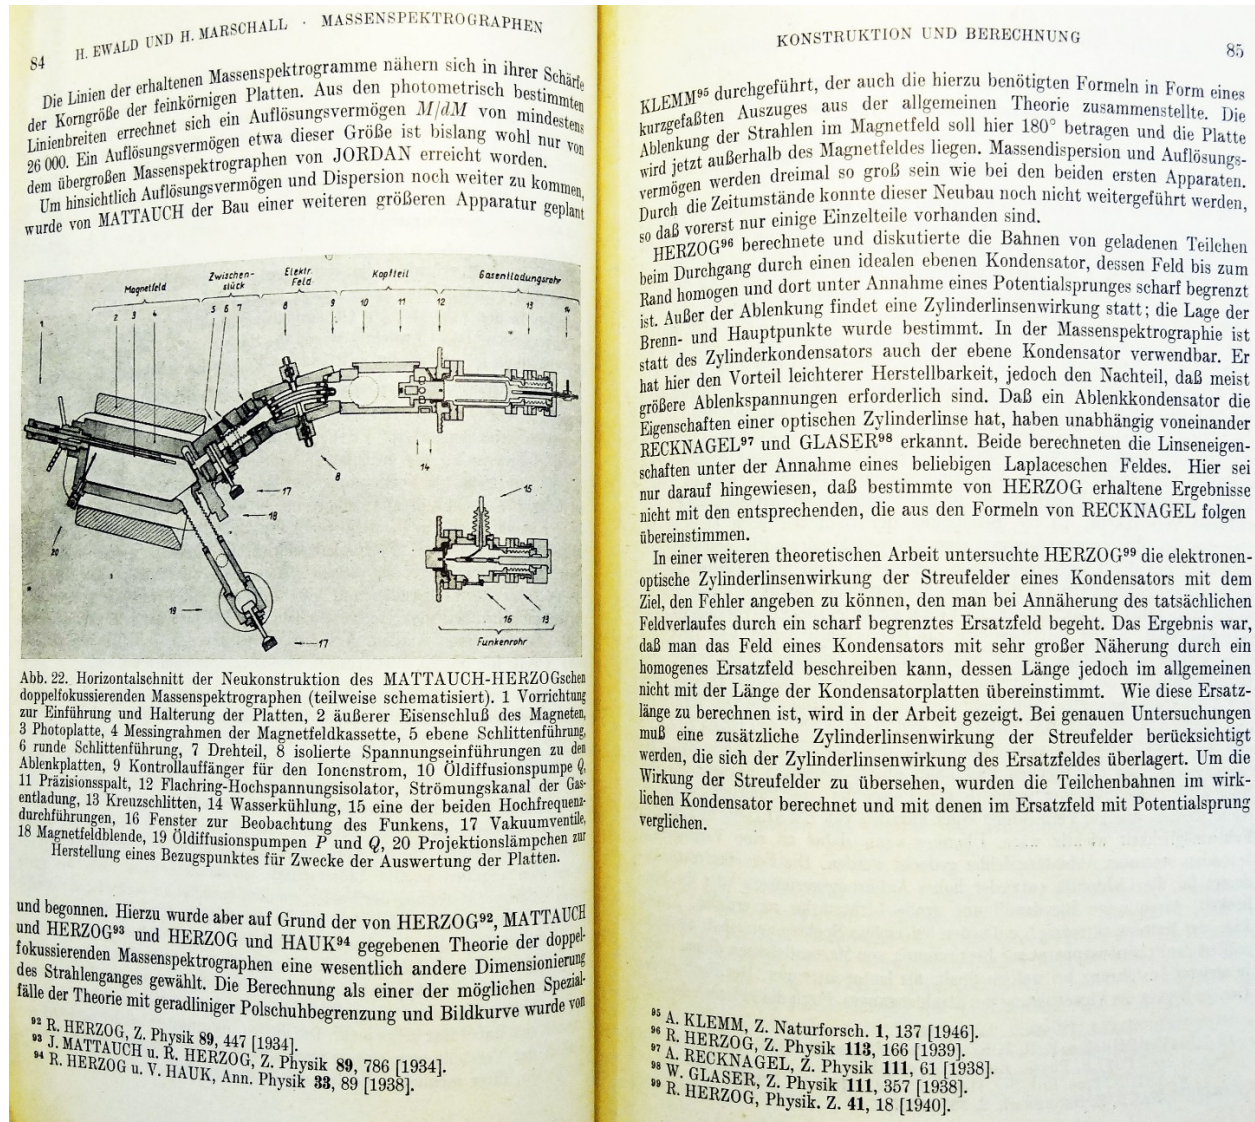 84 H. EWALD UND H. MARSCHALL · MASSENSPEKTROGRAPHEN
Die Linien der erhaltenen Massenspektrogramme nähern sich in ihrer Schärfe
der Korngröße der feinkörnigen Platten. Aus den photometrisch bestimmten
Linienbreiten errechnet sich ein Auflösungsvermögen M/dM von mindestens
26 000. Ein Auflösungsvermögen etwa dieser Größe ist bislang wohl nur von
dem übergroßen Massenspektrographen von JORDAN erreicht worden.
Um hinsichtlich Auflösungsvermögen und Dispersion noch weiter zu kommen,
wurde von MATTAUCH der Bau einer weiteren größeren Apparatur geplant
Magnetfeld
Zwischen-
stück
Elektr.
Feld
Kopfteil
Gasentladungsrohr
1 2 3 4 5 6 7 8 9 10 11 12 13 14
14
8
17
18
15
20
19
17
16 13
Funkenrohr
Abb. 22. Horizontalschnitt der Neukonstruktion des MATTAUCH-HERZOGschen
doppelfokussierenden Massenspektrographen (teilweise schematisiert). 1 Vorrichtung
zur Einführung und Halterung der Platten, 2 äußerer Eisenschluß des Magneten,
3 Photoplatte, 4 Messingrahmen der Magnetfeldkassette, 5 ebene Schlittenführung,
6 runde Schlittenführung, 7 Drehteil, 8 isolierte Spannungseinführungen zu den
Ablenkplatten, 9 Kontrollauffänger für den Ionenstrom, 10 Öldiffusionspumpe Q,
11 Präzisionsspalt, 12 Flachring-Hochspannungsisolator, Strömungskanal der Gas-
entladung, 13 Kreuzschlitten, 14 Wasserkühlung, 15 eine der beiden Hochfrequenz-
durchführungen, 16 Fenster zur Beobachtung des Funkens, 17 Vakuumventile,
18 Magnetfeldblende, 19 Öldiffusionspumpen P und Q, 20 Projektionslämpchen zur
Herstellung eines Bezugspunktes für Zwecke der Auswertung der Platten.
und begonnen. Hierzu wurde aber auf Grund der von HERZOG⁹², MATTAUCH
und HERZOG⁹³ und HERZOG und HAUK⁹⁴ gegebenen Theorie der doppel-
fokussierenden Massenspektrographen eine wesentlich andere Dimensionierung
des Strahlenganges gewählt. Die Berechnung als einer der möglichen Spezial-
fälle der Theorie mit geradliniger Polschuhbegrenzung und Bildkurve wurde von
⁹² R. HERZOG, Z. Physik 89, 447 [1934].
⁹³ J. MATTAUCH u. R. HERZOG, Z. Physik 89, 786 [1934].
⁹⁴ R. HERZOG u. V. HAUK, Ann. Physik 33, 89 [1938].
KONSTRUKTION UND BERECHNUNG 85
KLEMM⁹⁵ durchgeführt, der auch die hierzu benötigten Formeln in Form eines
kurzgefaßten Auszuges aus der allgemeinen Theorie zusammenstellte. Die
Ablenkung der Strahlen im Magnetfeld soll hier 180° betragen und die Platte
wird jetzt außerhalb des Magnetfeldes liegen. Massendispersion und Auflösungs-
vermögen werden dreimal so groß sein wie bei den beiden ersten Apparaten.
Durch die Zeitumstände konnte dieser Neubau noch nicht weitergeführt werden,
so daß vorerst nur einige Einzelteile vorhanden sind.
HERZOG⁹⁶ berechnete und diskutierte die Bahnen von geladenen Teilchen
beim Durchgang durch einen idealen ebenen Kondensator, dessen Feld bis zum
Rand homogen und dort unter Annahme eines Potentialsprunges scharf begrenzt
ist. Außer der Ablenkung findet eine Zylinderlinsenwirkung statt; die Lage der
Brenn- und Hauptpunkte wurde bestimmt. In der Massenspektrographie ist
statt des Zylinderkondensators auch der ebene Kondensator verwendbar. Er
hat hier den Vorteil leichterer Herstellbarkeit, jedoch den Nachteil, daß meist
größere Ablenkspannungen erforderlich sind. Daß ein Ablenkkondensator die
Eigenschaften einer optischen Zylinderlinse hat, haben unabhängig voneinander
RECKNAGEL⁹⁷ und GLASER⁹⁸ erkannt. Beide berechneten die Linseneigen-
schaften unter der Annahme eines beliebigen Laplaceschen Feldes. Hier sei
nur darauf hingewiesen, daß bestimmte von HERZOG erhaltene Ergebnisse
nicht mit den entsprechenden, die aus den Formeln von RECKNAGEL folgen
übereinstimmen.
In einer weiteren theoretischen Arbeit untersuchte HERZOG⁹⁹ die elektronen-
optische Zylinderlinsenwirkung der Streufelder eines Kondensators mit dem
Ziel, den Fehler angeben zu können, den man bei Annäherung des tatsächlichen
Feldverlaufes durch ein scharf begrenztes Ersatzfeld begeht. Das Ergebnis war,
daß man das Feld eines Kondensators mit sehr großer Näherung durch ein
homogenes Ersatzfeld beschreiben kann, dessen Länge jedoch im allgemeinen
nicht mit der Länge der Kondensatorplatten übereinstimmt. Wie diese Ersatz-
länge zu berechnen ist, wird in der Arbeit gezeigt. Bei genauen Untersuchungen
muß eine zusätzliche Zylinderlinsenwirkung der Streufelder berücksichtigt
werden, die sich der Zylinderlinsenwirkung des Ersatzfeldes überlagert. Um die
Wirkung der Streufelder zu übersehen, wurden die Teilchenbahnen im wirk-
lichen Kondensator berechnet und mit denen im Ersatzfeld mit Potentialsprung
verglichen.
⁹⁵ A. KLEMM, Z. Naturforsch. 1, 137 [1946].
⁹⁶ R. HERZOG, Z. Physik 113, 166 [1939].
⁹⁷ A. RECKNAGEL, Z. Physik 111, 61 [1938].
⁹⁸ W. GLASER, Z. Physik 111, 357 [1938].
⁹⁹ R. HERZOG, Physik. Z. 41, 18 [1940].